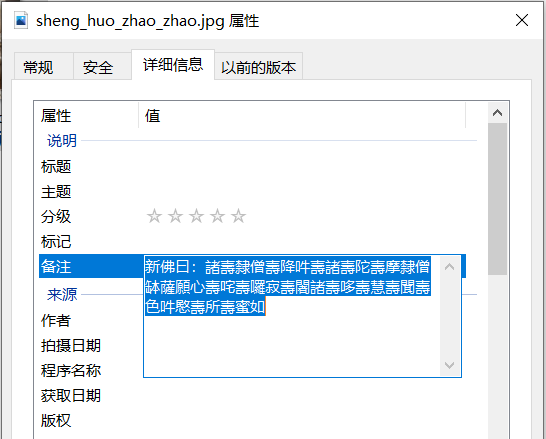 sheng_huo_zhao_zhao.jpg 属性
常规 安全 详细信息 以前的版本
属性 值
说明
标题
主题
分级
标记
备注 新佛曰：諸壽隸僧壽降吽壽諸壽陀壽摩隸僧
缽薩願心壽咤壽囉寂壽闍諸壽哆壽慧壽聞壽
色吽愍壽所壽蜜如
来源
作者
拍摄日期
程序名称
获取日期
版权